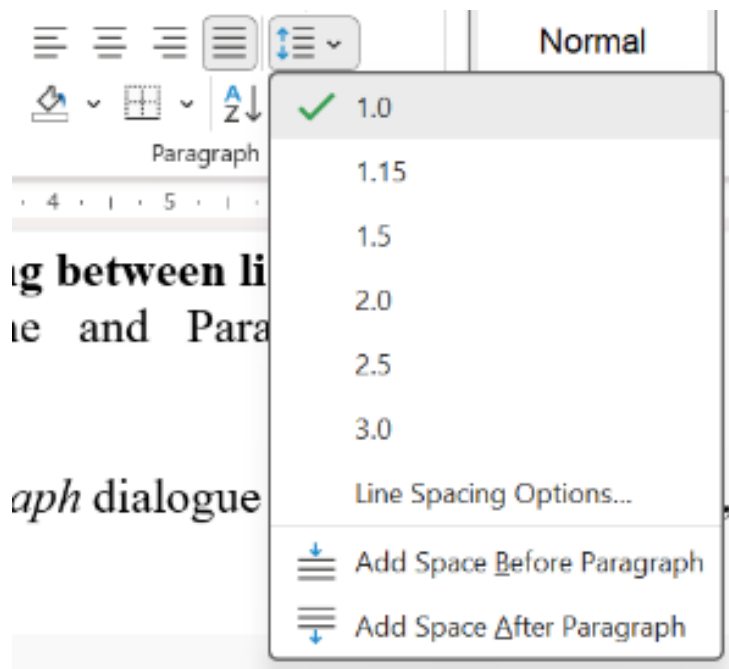 Normal
1.0
Paragraph
1.15
4 5
1.5
g between li
e and Para
2.0
2.5
3.0
aph dialogue
Line Spacing Options...
Add Space Before Paragraph
Add Space After Paragraph